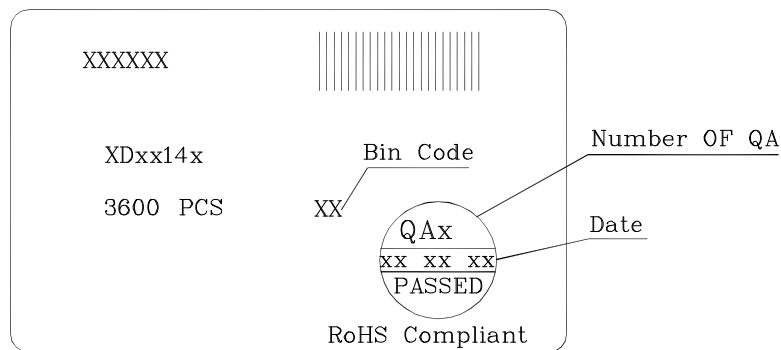 XXXXXX
XDxx14x
Bin Code
Number OF QA
3600 PCS
XX
QAx
Date
xx xx xx
PASSED
RoHS Compliant